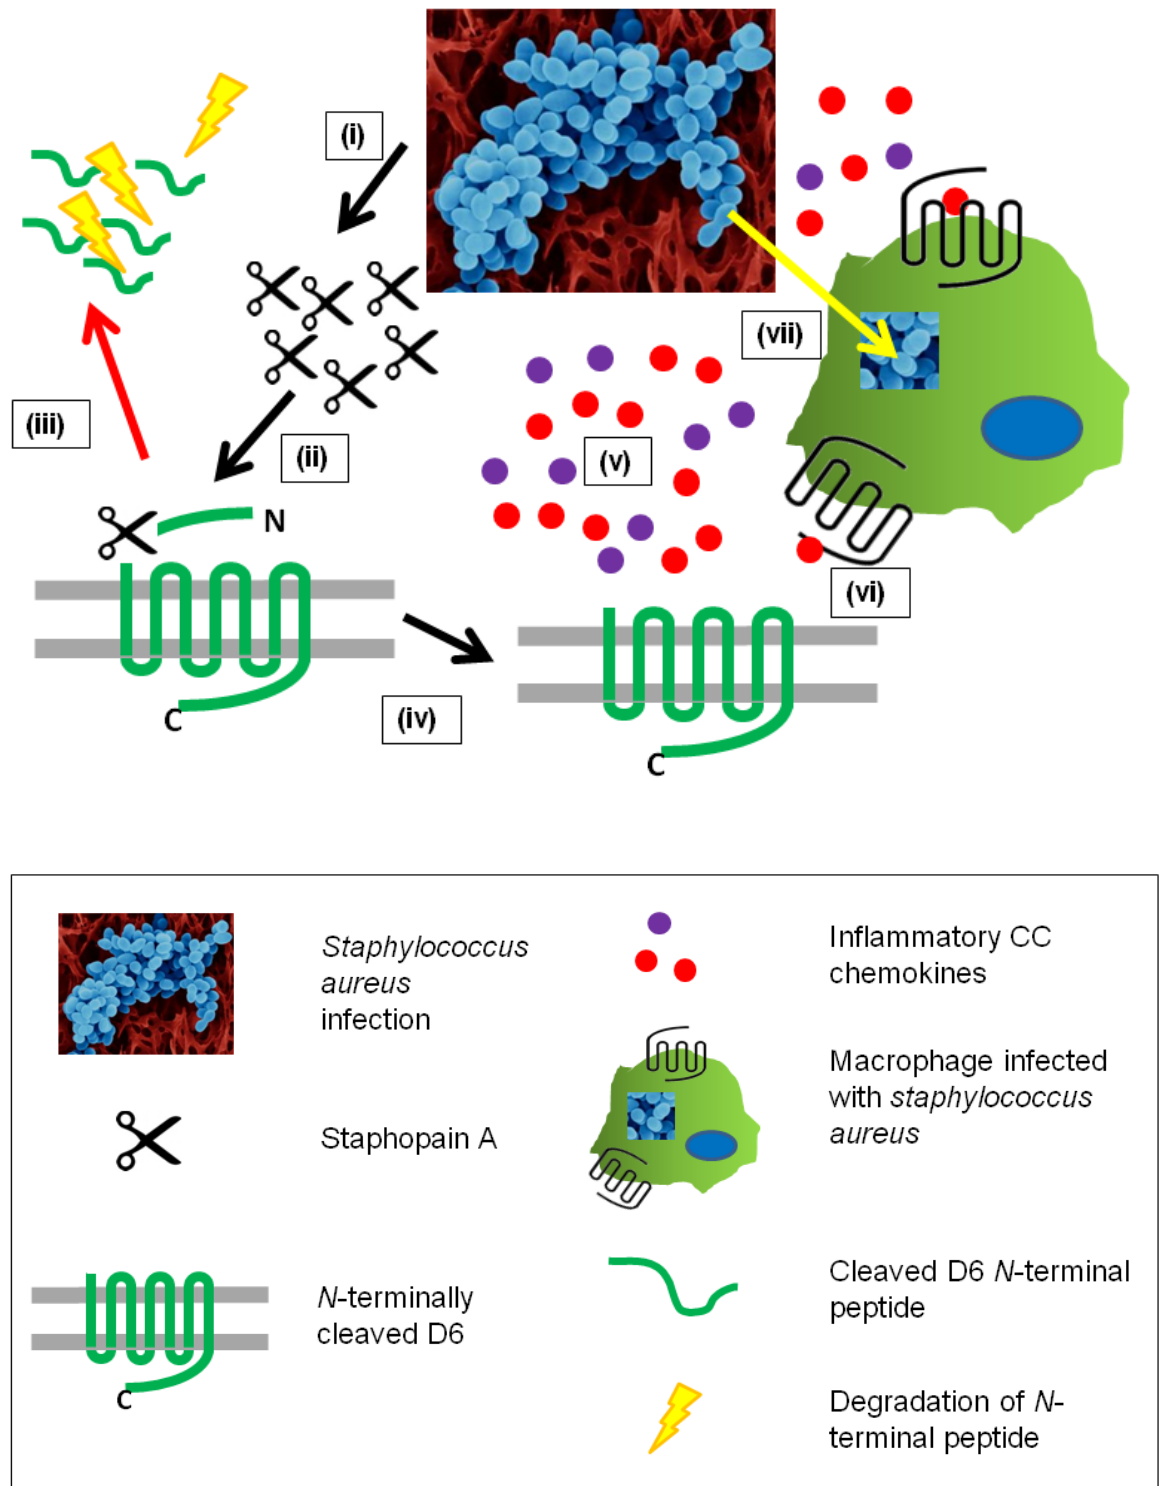 (i)
(vii)
(iii)
(ii)
(v)
N
(vi)
C
(iv)
C
Staphylococcus
aureus
infection
Inflammatory CC
chemokines
Macrophage infected
with staphylococcus
aureus
Staphopain A
N-terminally
cleaved D6
C
Cleaved D6 N-terminal
peptide
Degradation of N-
terminal peptide